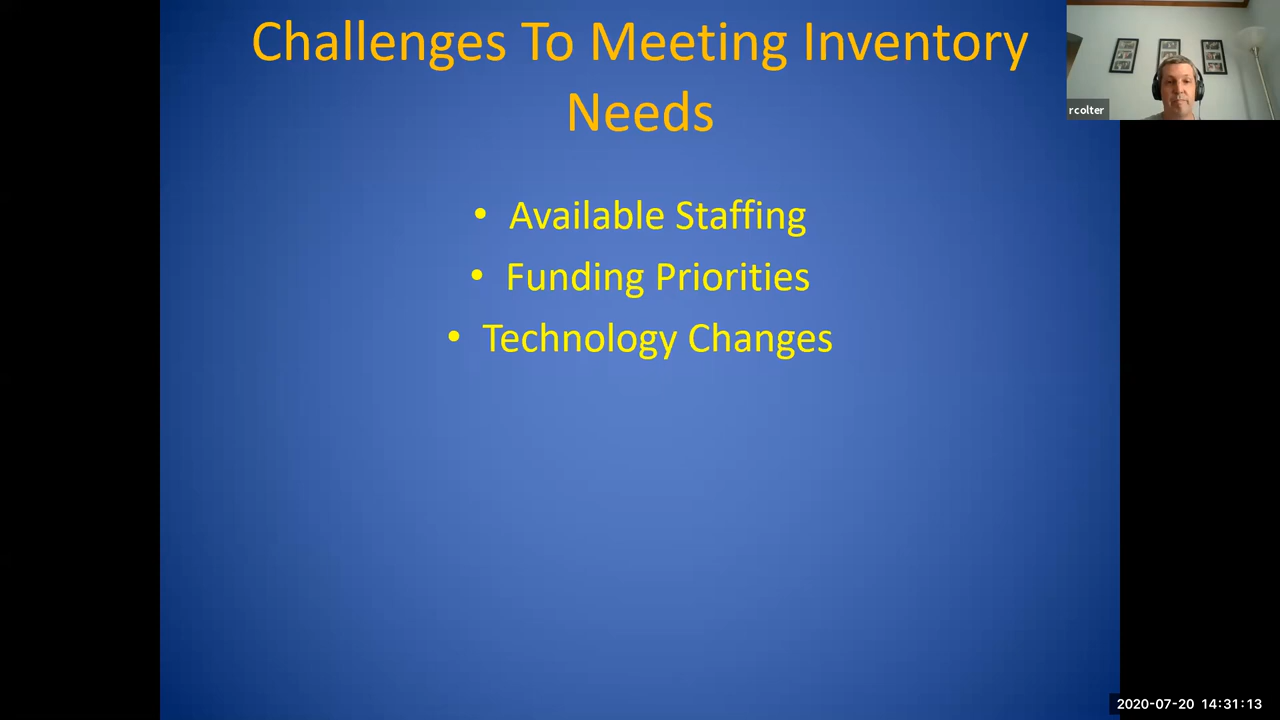 Challenges To Meeting Inventory
Needs
• Available Staffing
• Funding Priorities
• Technology Changes
rcolter
2020-07-20 14:31:13